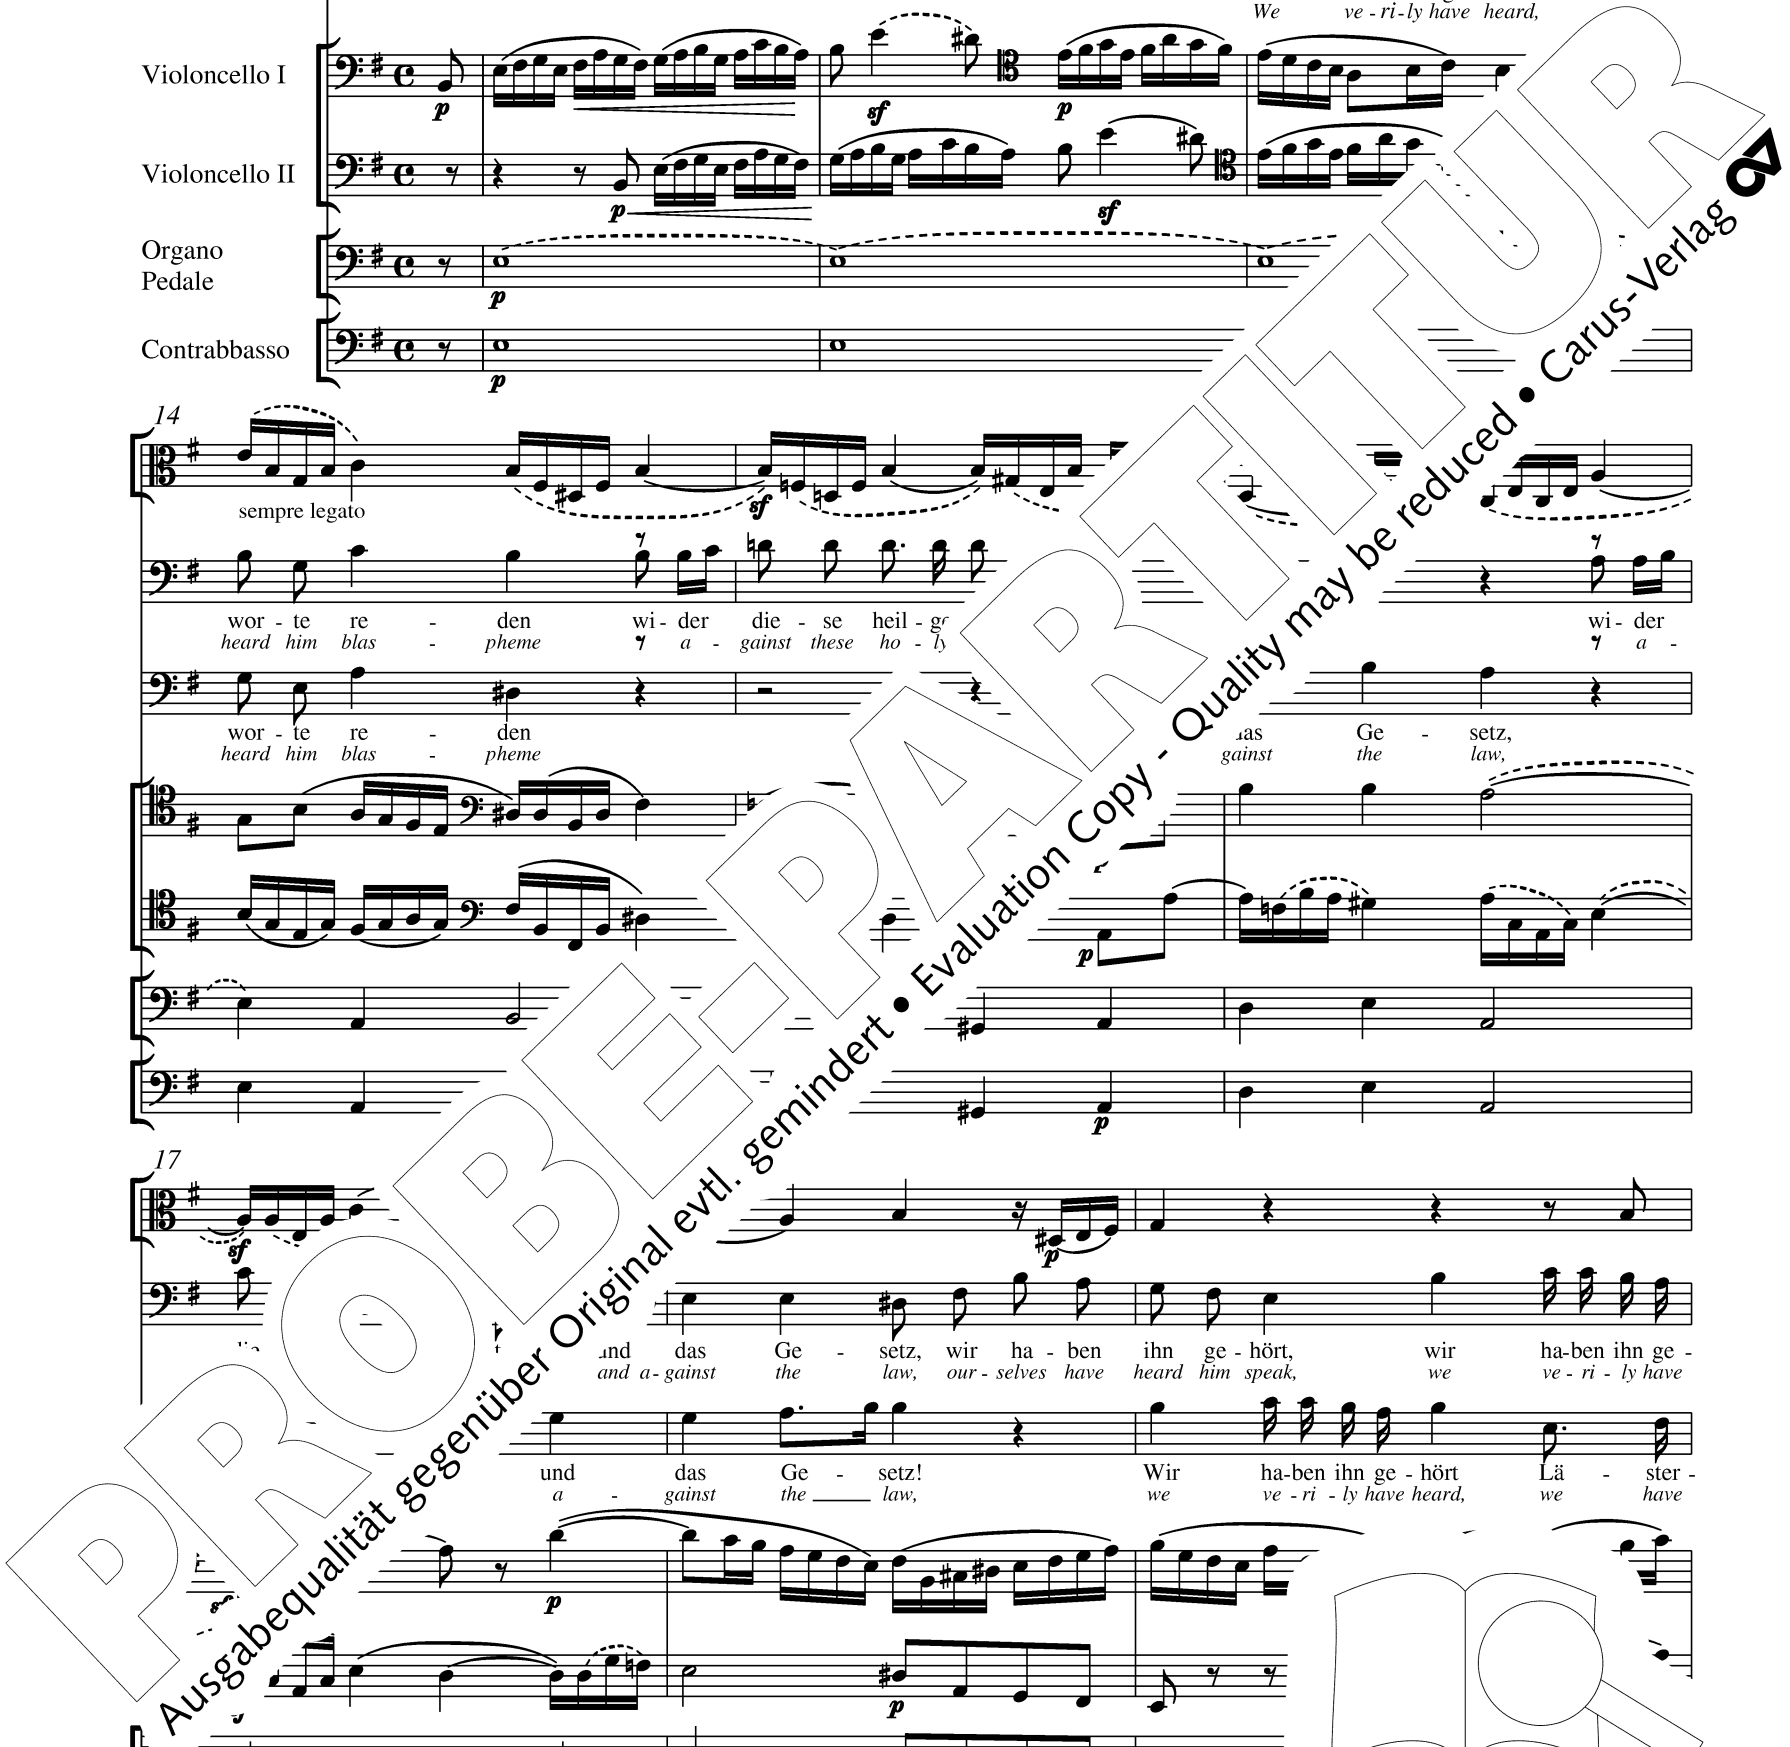 We ve - ri - ly have heard,
Violoncello I
p sf p
Violoncello II
p sf
Organo
Pedale
p
Contrabbasso
p
14
sempre legato
sf
wor - te re - den wi - der die - se heil - ge wi - der
heard him blas - pheme a - gainst these ho - ly a -
wor - te re - den das Ge - setz,
heard him blas - pheme gainst the law,
p
p
17
sf p
und das Ge - setz, wir ha - ben ihn ge - hört, wir ha - ben ihn ge -
and a - gainst the law, our - selves have heard him speak, we ve - ri - ly have
und das Ge - setz! Wir ha - ben ihn ge - hört Lä - ster -
a - gainst the law, we ve - ri - ly have heard, we have
p
p
PROBE-PARTITUR
Ausgabequalität gegenüber Original evtl. gemindert • Evaluation Copy - Quality may be reduced • Carus-Verlag